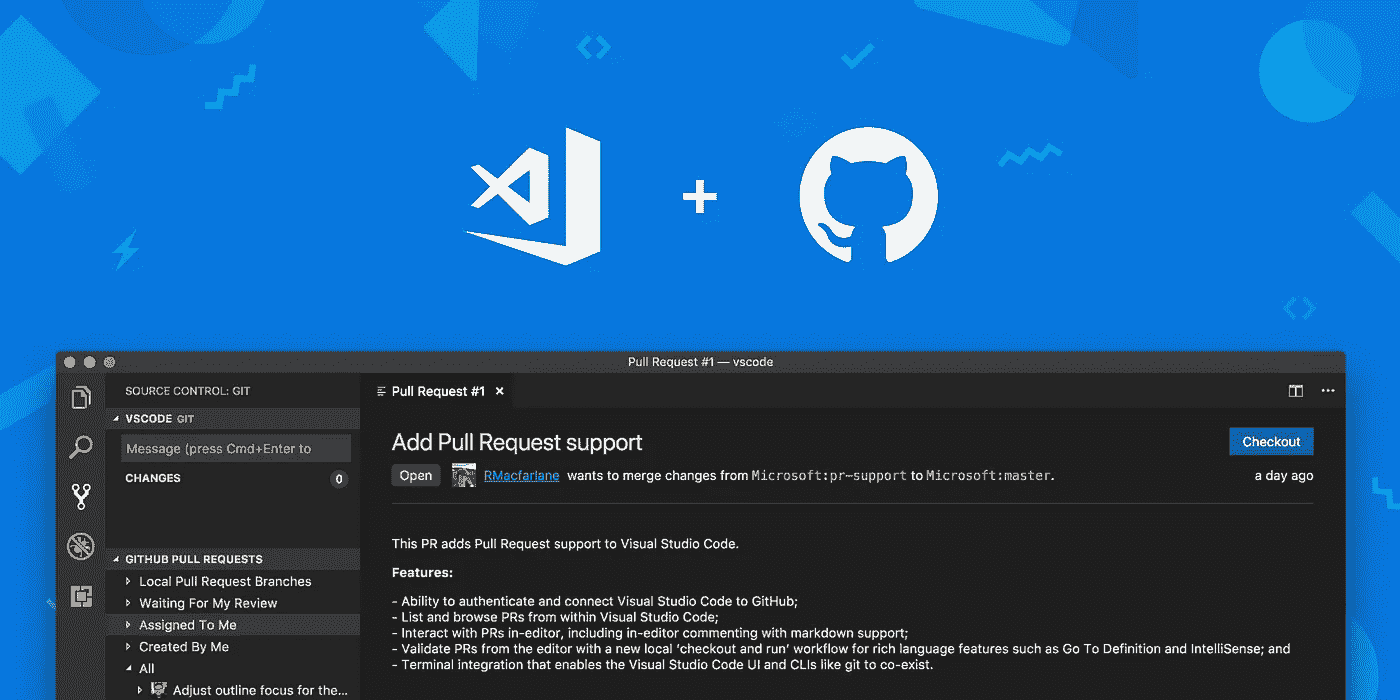 Pull Request #1 — vscode
SOURCE CONTROL: GIT
VSCODE GIT
Message (press Cmd+Enter to
CHANGES
0
GITHUB PULL REQUESTS
Local Pull Request Branches
Waiting For My Review
Assigned To Me
Created By Me
All
Adjust outline focus for the...
Pull Request #1
Add Pull Request support
Checkout
Open RMacfarlane wants to merge changes from Microsoft:pr-support to Microsoft:master.
a day ago
This PR adds Pull Request support to Visual Studio Code.
Features:
- Ability to authenticate and connect Visual Studio Code to GitHub;
- List and browse PRs from within Visual Studio Code;
- Interact with PRs in-editor, including in-editor commenting with markdown support;
- Validate PRs from the editor with a new local ‘checkout and run’ workflow for rich language features such as Go To Definition and IntelliSense; and
- Terminal integration that enables the Visual Studio Code UI and CLIs like git to co-exist.